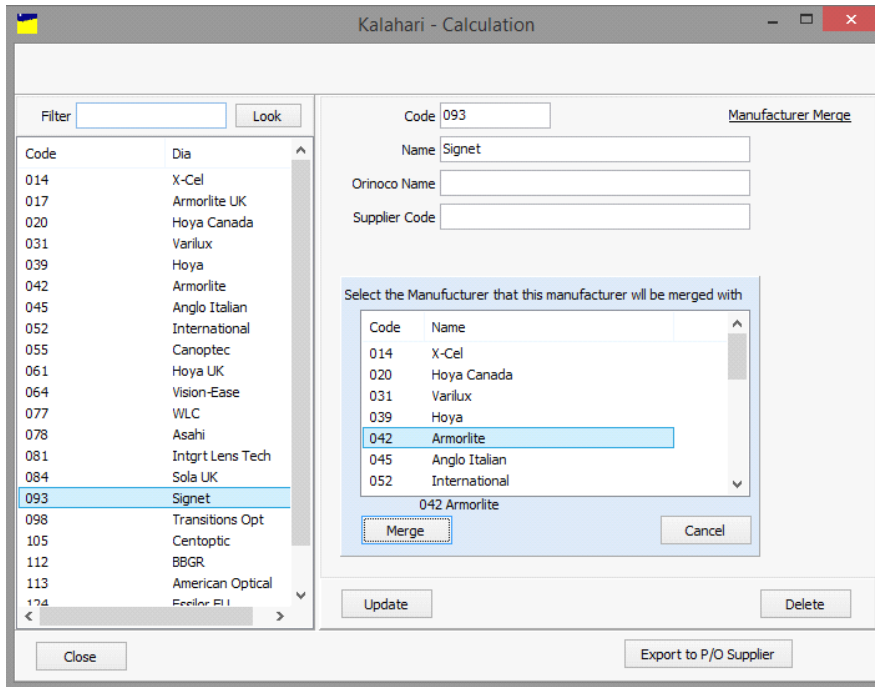 Kalahari - Calculation
Filter
Look
Code Dia
014 X-Cel
017 Armorlite UK
020 Hoya Canada
031 Varilux
039 Hoya
042 Armorlite
045 Anglo Italian
052 International
055 Canoptec
061 Hoya UK
064 Vision-Ease
077 WLC
078 Asahi
081 Intgrt Lens Tech
084 Sola UK
093 Signet
098 Transitions Opt
105 Centoptic
112 BBGR
113 American Optical
124 Essilor EU
Code 093 Manufacturer Merge
Name Signet
Orinoco Name
Supplier Code
Select the Manufucturer that this manufacturer wll be merged with
Code Name
014 X-Cel
020 Hoya Canada
031 Varilux
039 Hoya
042 Armorlite
045 Anglo Italian
052 International
042 Armorlite
Merge Cancel
Update Delete
Close Export to P/O Supplier